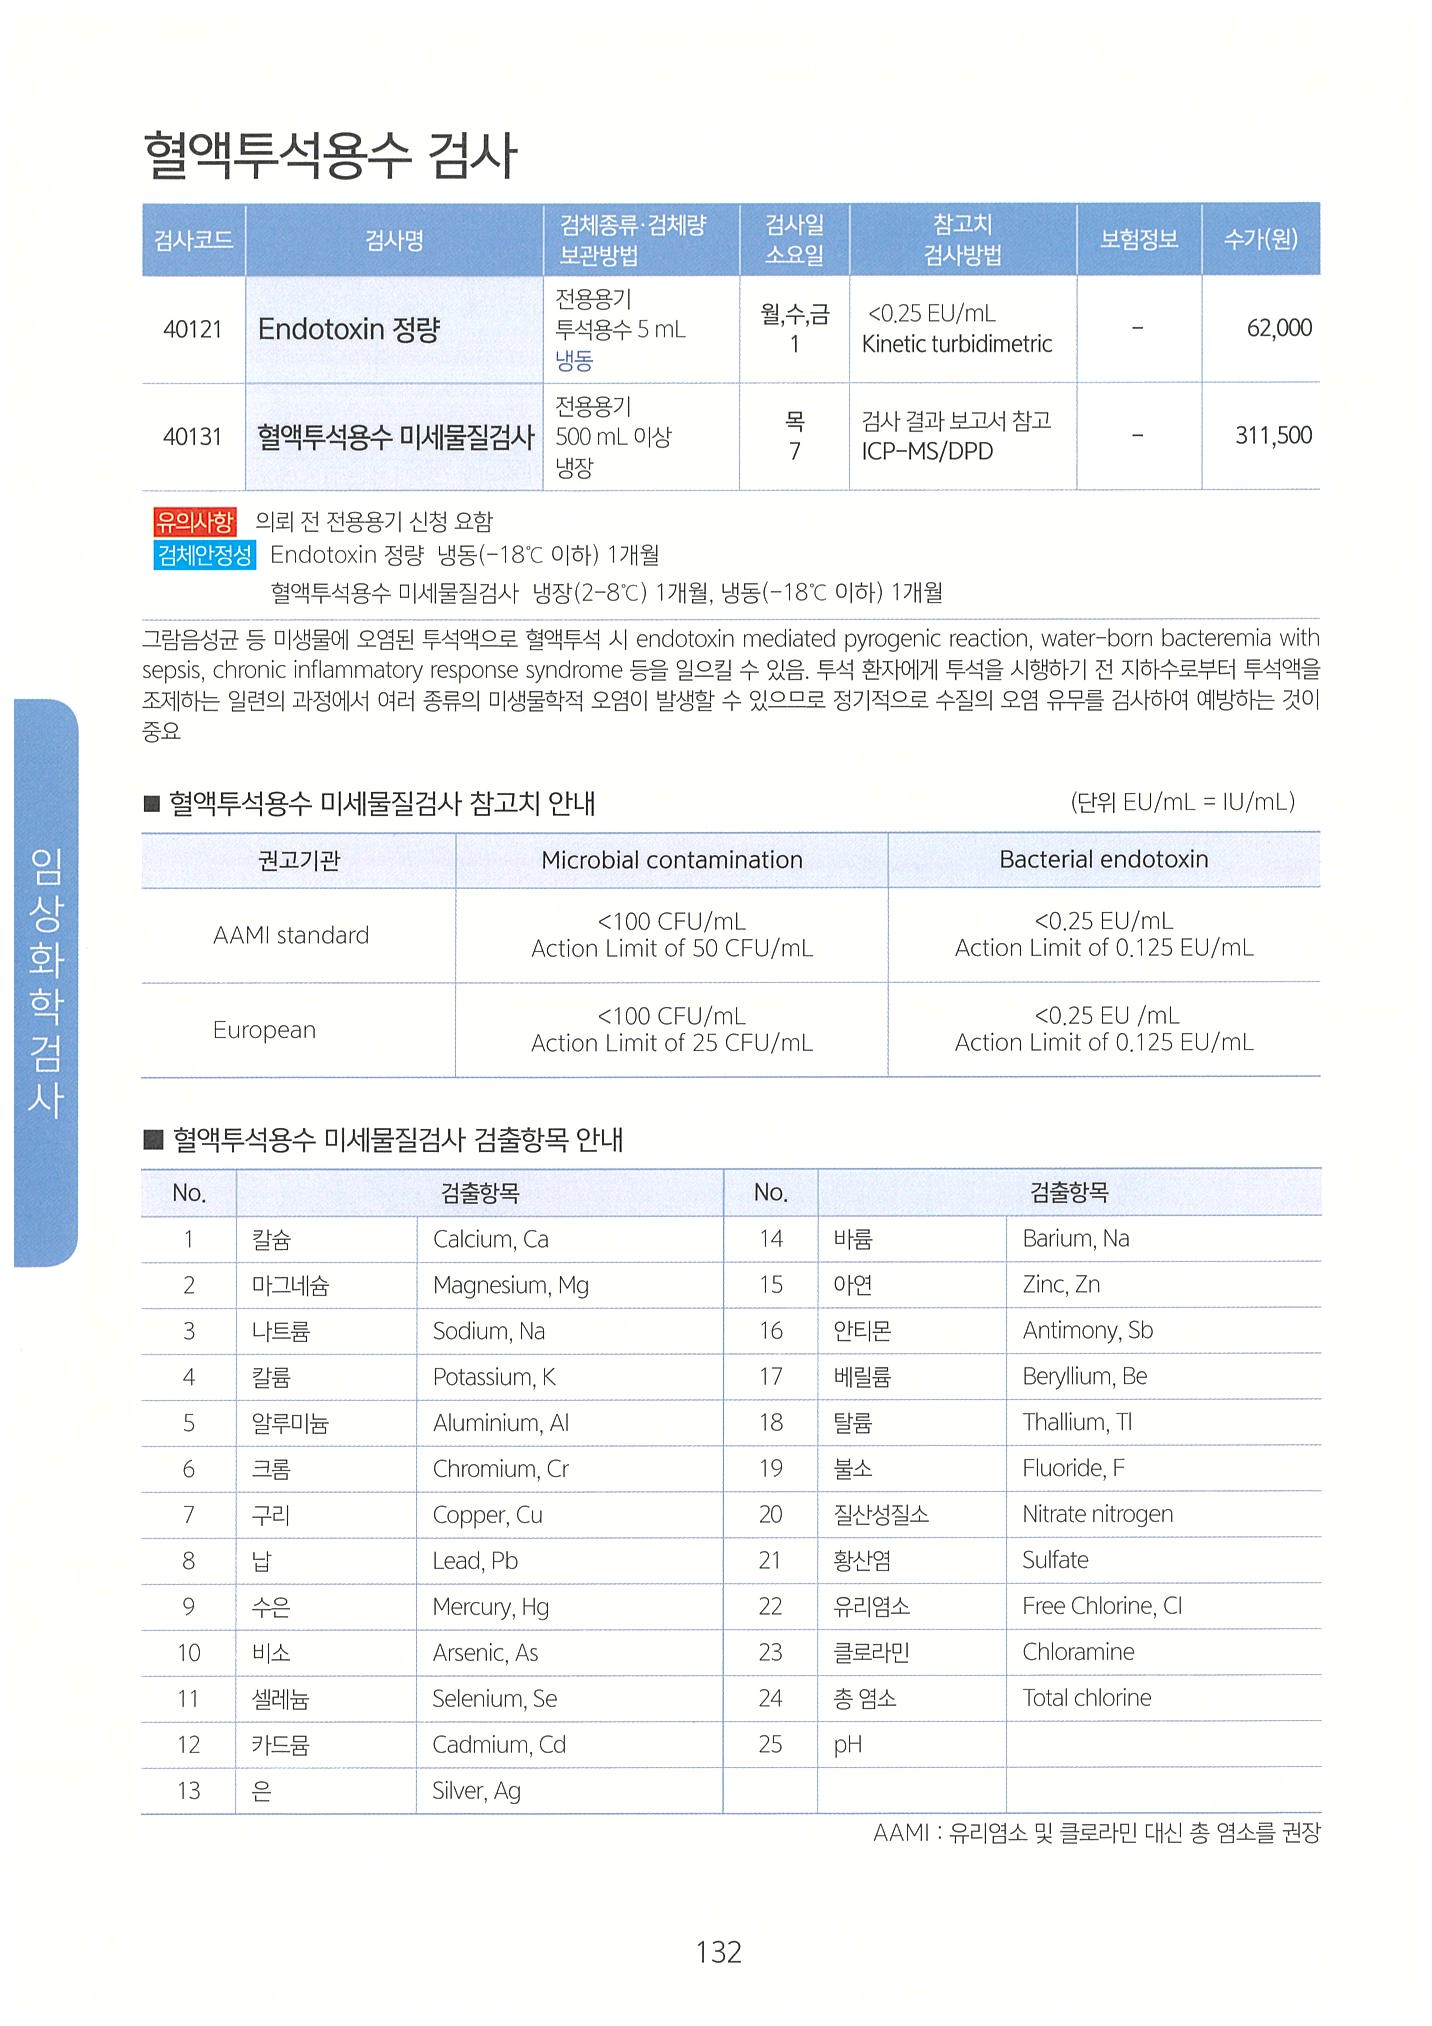 혈액투석용수 검사
검사코드 검사명 검체종류·검체량 보관방법 검사일 소요일 참고치 검사방법 보험정보 수가(원)
40121 Endotoxin 정량 전용용기 투석용수 5 mL 냉동 월,수,금 1 <0.25 EU/mL Kinetic turbidimetric - 62,000
40131 혈액투석용수 미세물질검사 전용용기 500 mL 이상 냉장 목 7 검사 결과 보고서 참고 ICP-MS/DPD - 311,500
유의사항 의뢰 전 전용용기 신청 요함
검체안정성 Endotoxin 정량 냉동(-18℃ 이하) 1개월
혈액투석용수 미세물질검사 냉장(2-8℃) 1개월, 냉동(-18℃ 이하) 1개월
그람음성균 등 미생물에 오염된 투석액으로 혈액투석 시 endotoxin mediated pyrogenic reaction, water-born bacteremia with
sepsis, chronic inflammatory response syndrome 등을 일으킬 수 있음. 투석 환자에게 투석을 시행하기 전 지하수로부터 투석액을
조제하는 일련의 과정에서 여러 종류의 미생물학적 오염이 발생할 수 있으므로 정기적으로 수질의 오염 유무를 검사하여 예방하는 것이
중요
■ 혈액투석용수 미세물질검사 참고치 안내 (단위 EU/mL = IU/mL)
권고기관 Microbial contamination Bacterial endotoxin
AAMI standard <100 CFU/mL Action Limit of 50 CFU/mL <0.25 EU/mL Action Limit of 0.125 EU/mL
European <100 CFU/mL Action Limit of 25 CFU/mL <0.25 EU /mL Action Limit of 0.125 EU/mL
■ 혈액투석용수 미세물질검사 검출항목 안내
No. 검출항목 No. 검출항목
1 칼슘 Calcium, Ca 14 바륨 Barium, Na
2 마그네슘 Magnesium, Mg 15 아연 Zinc, Zn
3 나트륨 Sodium, Na 16 안티몬 Antimony, Sb
4 칼륨 Potassium, K 17 베릴륨 Beryllium, Be
5 알루미늄 Aluminium, Al 18 탈륨 Thallium, Tl
6 크롬 Chromium, Cr 19 불소 Fluoride, F
7 구리 Copper, Cu 20 질산성질소 Nitrate nitrogen
8 납 Lead, Pb 21 황산염 Sulfate
9 수은 Mercury, Hg 22 유리염소 Free Chlorine, Cl
10 비소 Arsenic, As 23 클로라민 Chloramine
11 셀레늄 Selenium, Se 24 총 염소 Total chlorine
12 카드뮴 Cadmium, Cd 25 pH
13 은 Silver, Ag
AAMI : 유리염소 및 클로라민 대신 총 염소를 권장
임상화학검사
132